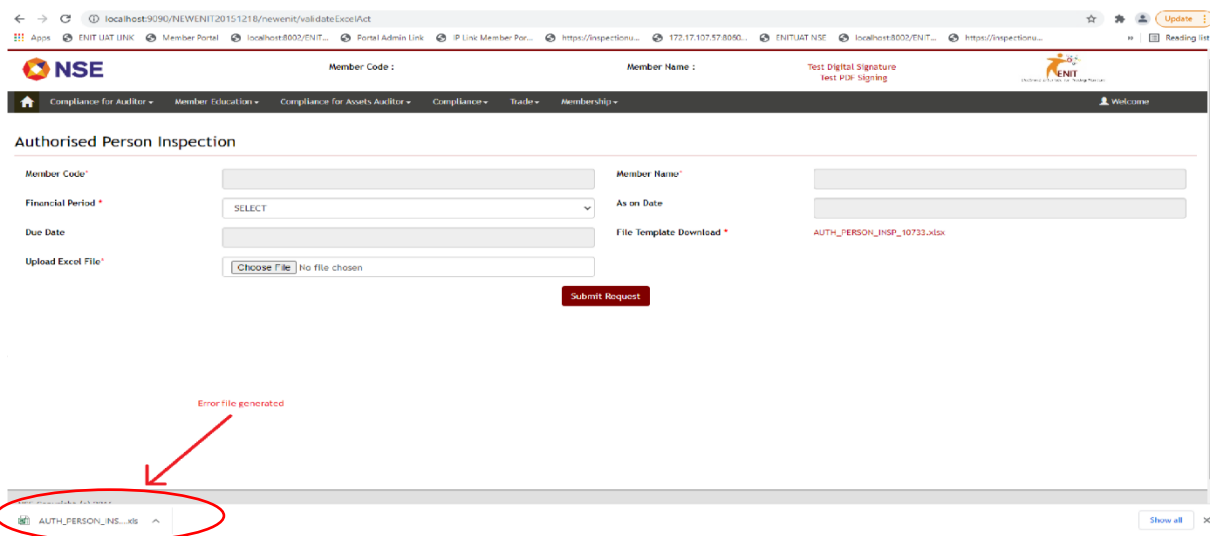 localhost:9090/NEWENIT20151218/newenit/validateExcelAct
Update
Apps ENIT UAT LINK Member Portal localhost:8002/ENIT... Portal Admin Link IP Link Member Por... https://inspectionu... 172.17.107.57:8060... ENITUAT NSE localhost:8002/ENIT... https://inspectionu... » Reading list
NSE Member Code : Member Name : Test Digital Signature
Test PDF Signing
ENIT
Compliance for Auditor Member Education Compliance for Assets Auditor Compliance Trade Membership Welcome
Authorised Person Inspection
Member Code* Member Name*
Financial Period * SELECT As on Date
Due Date File Template Download * AUTH_PERSON_INSP_10733.xlsx
Upload Excel File* Choose File No file chosen
Submit Request
Error file generated
AUTH_PERSON_INS....xls Show all